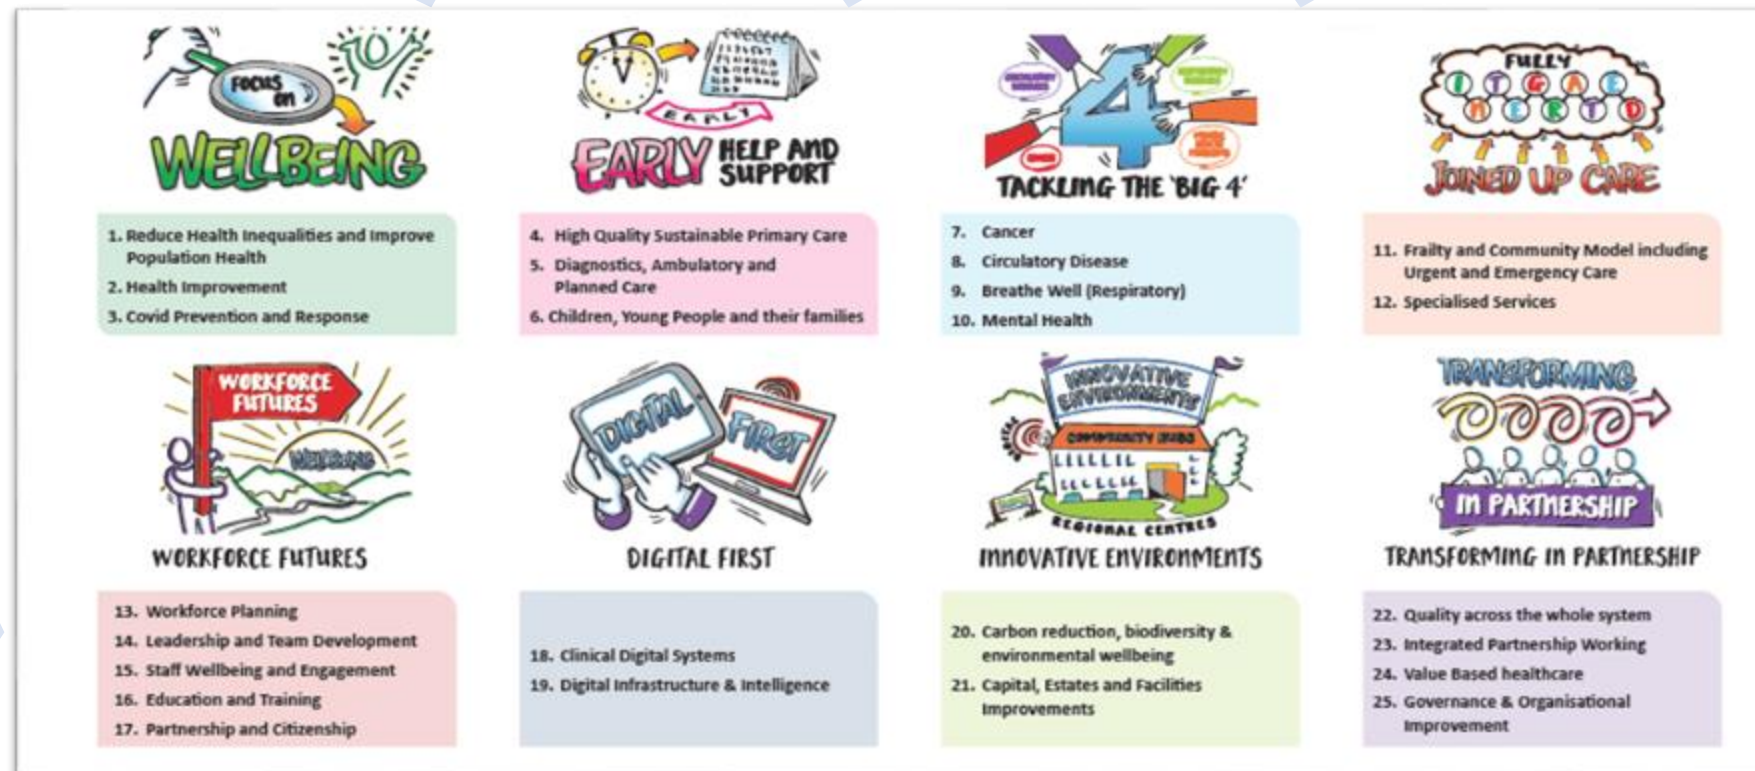 FOCUS
on
WELLBEING
1. Reduce Health Inequalities and Improve
Population Health
2. Health Improvement
3. Covid Prevention and Response
EARLY
EARLY HELP AND
SUPPORT
4. High Quality Sustainable Primary Care
5. Diagnostics, Ambulatory and
Planned Care
6. Children, Young People and their families
4
TACKLING THE 'BIG 4'
7. Cancer
8. Circulatory Disease
9. Breathe Well (Respiratory)
10. Mental Health
FULLY
I T G A E
N E R T D
JOINED UP CARE
11. Frailty and Community Model including
Urgent and Emergency Care
12. Specialised Services
WORKFORCE
FUTURES
WELLBEING
WORKFORCE FUTURES
13. Workforce Planning
14. Leadership and Team Development
15. Staff Wellbeing and Engagement
16. Education and Training
17. Partnership and Citizenship
DIGITAL
FIRST
DIGITAL FIRST
18. Clinical Digital Systems
19. Digital Infrastructure & Intelligence
INNOVATIVE
ENVIRONMENTS
COMMUNITY HUBS
REGIONAL CENTRES
INNOVATIVE ENVIRONMENTS
20. Carbon reduction, biodiversity &
environmental wellbeing
21. Capital, Estates and Facilities
Improvements
TRANSFORMING
IN PARTNERSHIP
TRANSFORMING IN PARTNERSHIP
22. Quality across the whole system
23. Integrated Partnership Working
24. Value Based healthcare
25. Governance & Organisational
Improvement